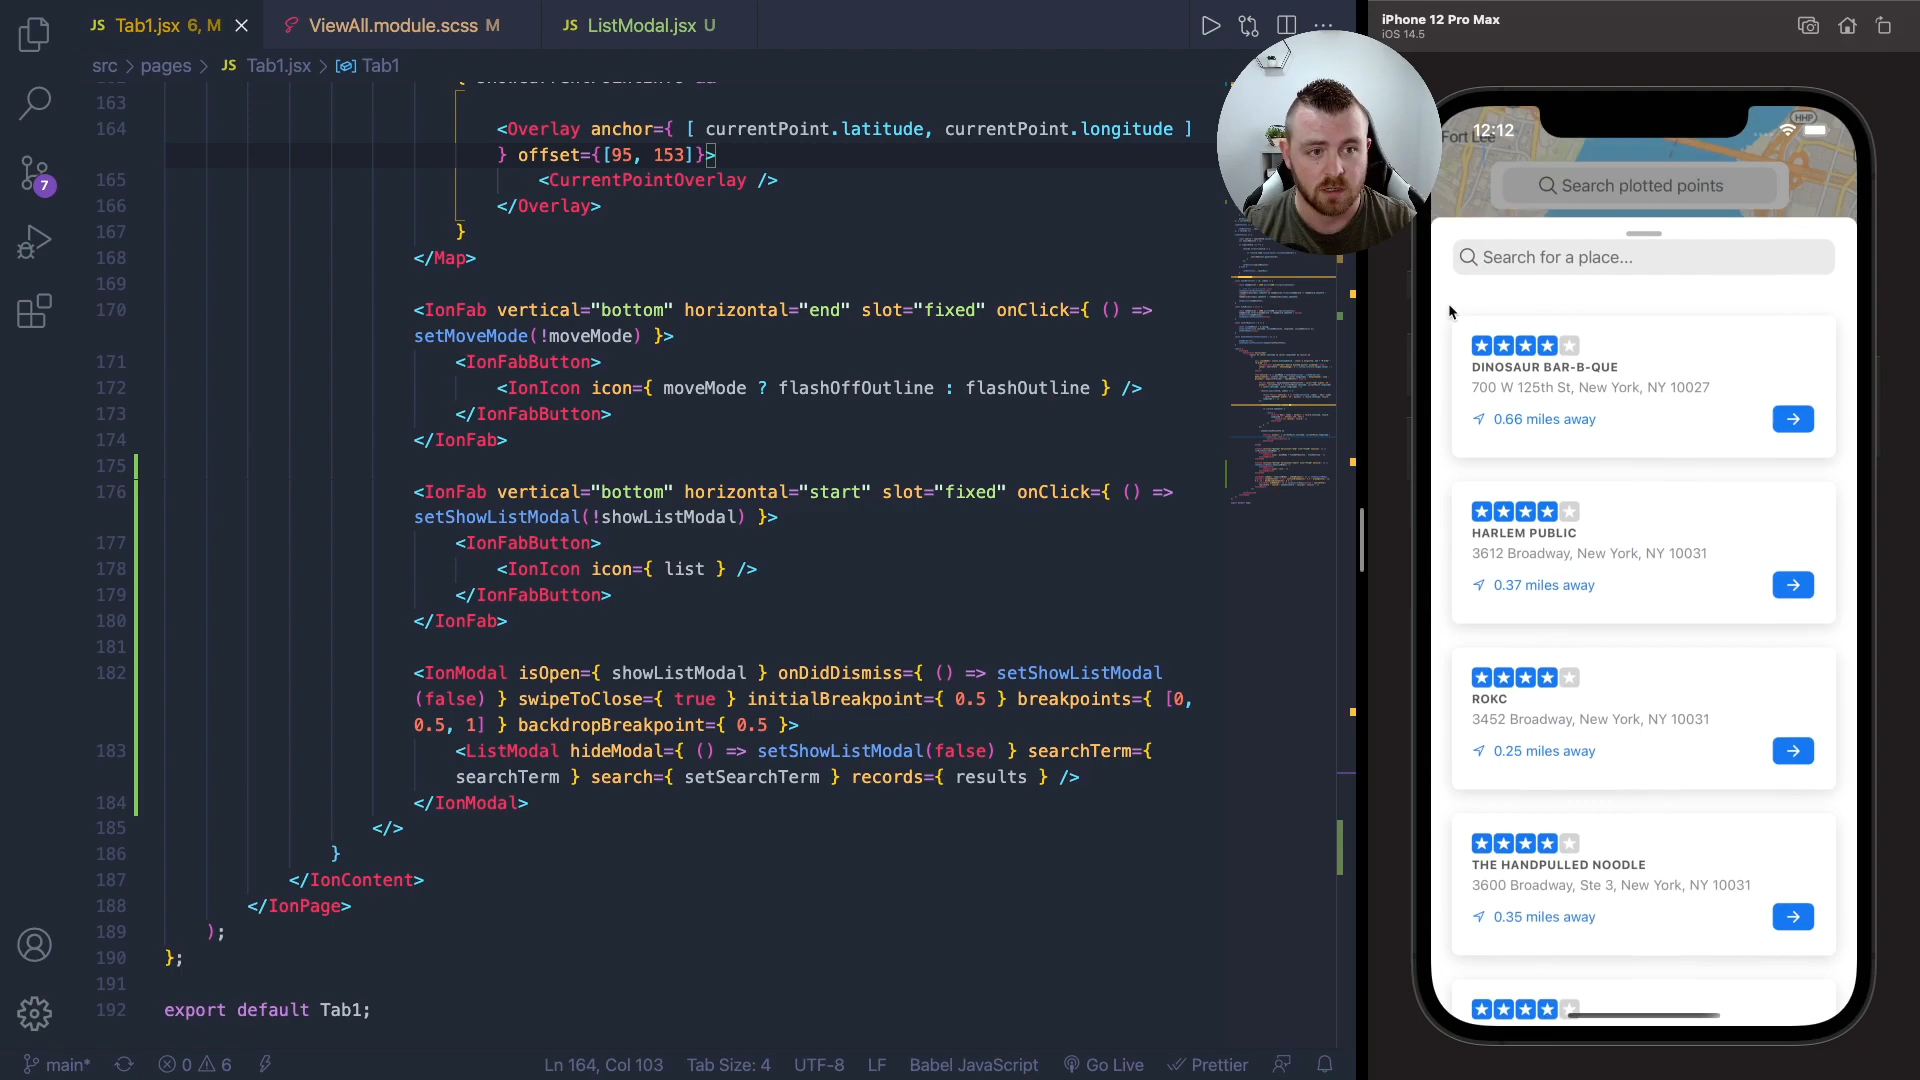 JS Tab1.jsx 6, M
ViewAll.module.scss M
JS ListModal.jsx U
iPhone 12 Pro Max
iOS 14.5
src > pages > JS Tab1.jsx > Tab1
163
164 <Overlay anchor={ [ currentPoint.latitude, currentPoint.longitude ]
} offset={[95, 153]}>
165 <CurrentPointOverlay />
166 </Overlay>
167 }
168 </Map>
169
170 <IonFab vertical="bottom" horizontal="end" slot="fixed" onClick={ () =>
setMoveMode(!moveMode) }>
171 <IonFabButton>
172 <IonIcon icon={ moveMode ? flashOffOutline : flashOutline } />
173 </IonFabButton>
174 </IonFab>
175
176 <IonFab vertical="bottom" horizontal="start" slot="fixed" onClick={ () =>
setShowListModal(!showListModal) }>
177 <IonFabButton>
178 <IonIcon icon={ list } />
179 </IonFabButton>
180 </IonFab>
181
182 <IonModal isOpen={ showListModal } onDidDismiss={ () => setShowListModal
(false) } swipeToClose={ true } initialBreakpoint={ 0.5 } breakpoints={ [0,
0.5, 1] } backdropBreakpoint={ 0.5 }>
183 <ListModal hideModal={ () => setShowListModal(false) } searchTerm={
searchTerm } search={ setSearchTerm } records={ results } />
184 </IonModal>
185 </>
186 }
187 </IonContent>
188 </IonPage>
189 );
190 };
191
192 export default Tab1;
7
main* 0 6
Ln 164, Col 103 Tab Size: 4 UTF-8 LF Babel JavaScript Go Live Prettier
HHP
Fort Lee
12:12
Search plotted points
Search for a place...
DINOSAUR BAR-B-QUE
700 W 125th St, New York, NY 10027
0.66 miles away
HARLEM PUBLIC
3612 Broadway, New York, NY 10031
0.37 miles away
ROKC
3452 Broadway, New York, NY 10031
0.25 miles away
THE HANDPULLED NOODLE
3600 Broadway, Ste 3, New York, NY 10031
0.35 miles away